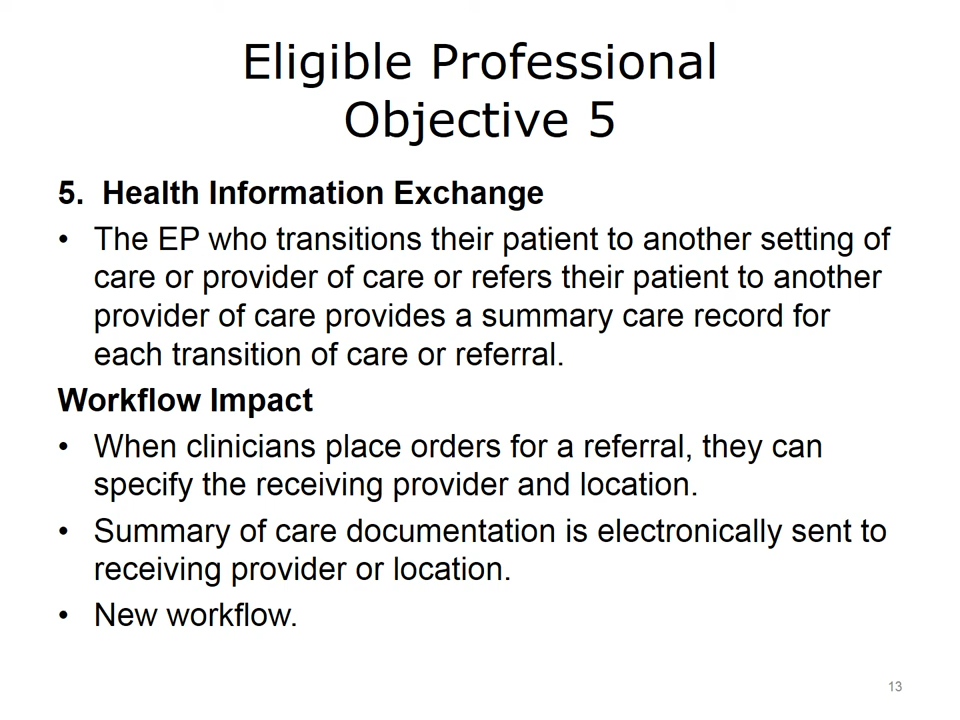 Eligible Professional
Objective 5
5. Health Information Exchange
• The EP who transitions their patient to another setting of
care or provider of care or refers their patient to another
provider of care provides a summary care record for
each transition of care or referral.
Workflow Impact
• When clinicians place orders for a referral, they can
specify the receiving provider and location.
• Summary of care documentation is electronically sent to
receiving provider or location.
• New workflow.
13